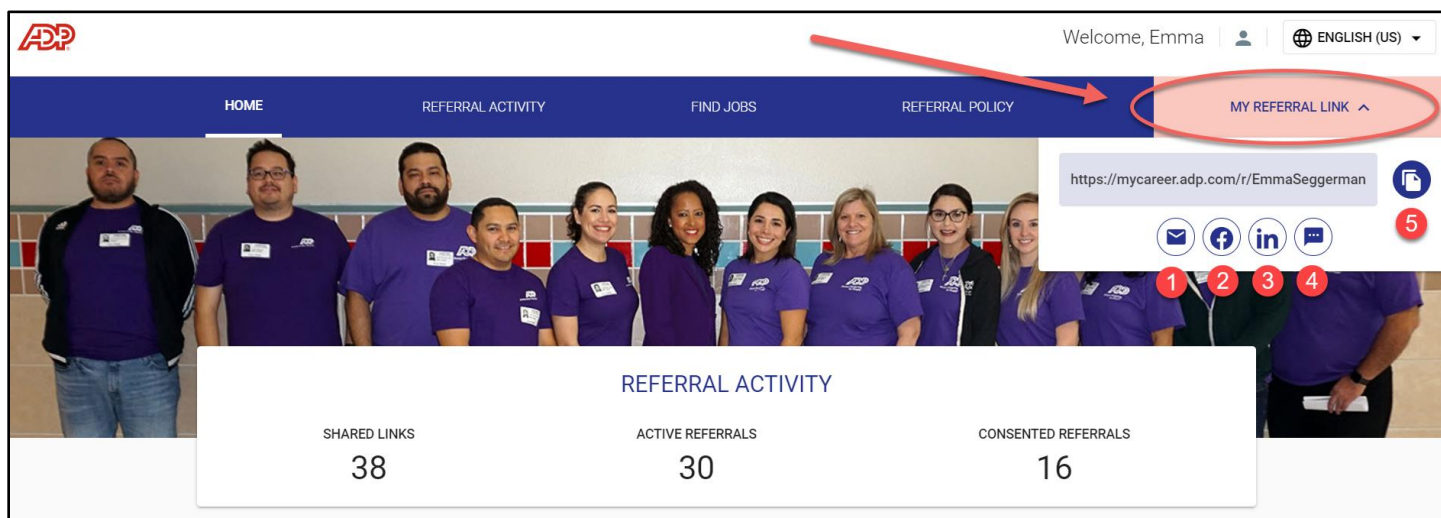 ADP
Welcome, Emma
ENGLISH (US)
HOME
REFERRAL ACTIVITY
FIND JOBS
REFERRAL POLICY
MY REFERRAL LINK
https://mycareer.adp.com/r/EmmaSeggerman
5
in
1
2
3
4
REFERRAL ACTIVITY
SHARED LINKS
ACTIVE REFERRALS
CONSENTED REFERRALS
38
30
16